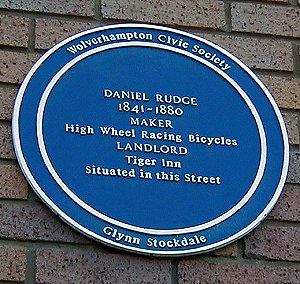 Wolverhampton Civic Society
DANIEL RUDGE
1841-1880
MAKER
High Wheel Racing Bicycles
LANDLORD
Tiger Inn
Situated in this Street
Glynn Stockdale